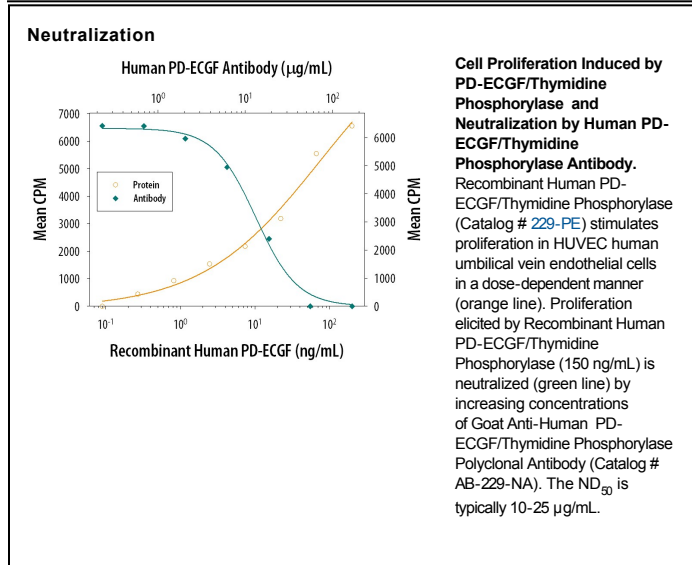 Neutralization
Human PD-ECGF Antibody (µg/mL)
10⁰ 10¹ 10²
7000
6000
5000
4000
3000
2000
1000
0
Mean CPM
Protein
Antibody
6000
5000
4000
3000
2000
1000
0
Mean CPM
10⁻¹ 10⁰ 10¹ 10²
Recombinant Human PD-ECGF (ng/mL)
Cell Proliferation Induced by
PD-ECGF/Thymidine
Phosphorylase and
Neutralization by Human PD-
ECGF/Thymidine
Phosphorylase Antibody.
Recombinant Human PD-
ECGF/Thymidine Phosphorylase
(Catalog # 229-PE) stimulates
proliferation in HUVEC human
umbilical vein endothelial cells
in a dose-dependent manner
(orange line). Proliferation
elicited by Recombinant Human
PD-ECGF/Thymidine
Phosphorylase (150 ng/mL) is
neutralized (green line) by
increasing concentrations
of Goat Anti-Human PD-
ECGF/Thymidine Phosphorylase
Polyclonal Antibody (Catalog #
AB-229-NA). The ND₅₀ is
typically 10-25 µg/mL.